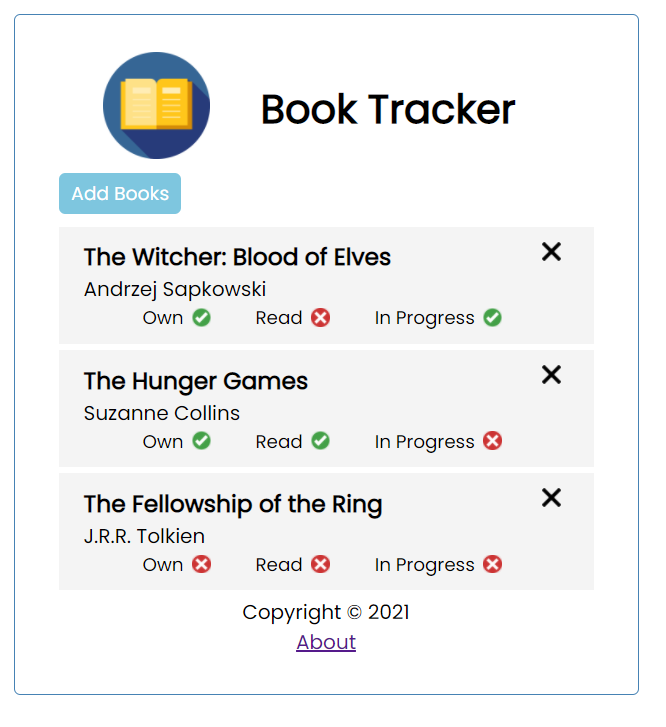 Book Tracker
Add Books
The Witcher: Blood of Elves
Andrzej Sapkowski
Own Read In Progress
The Hunger Games
Suzanne Collins
Own Read In Progress
The Fellowship of the Ring
J.R.R. Tolkien
Own Read In Progress
Copyright © 2021
About